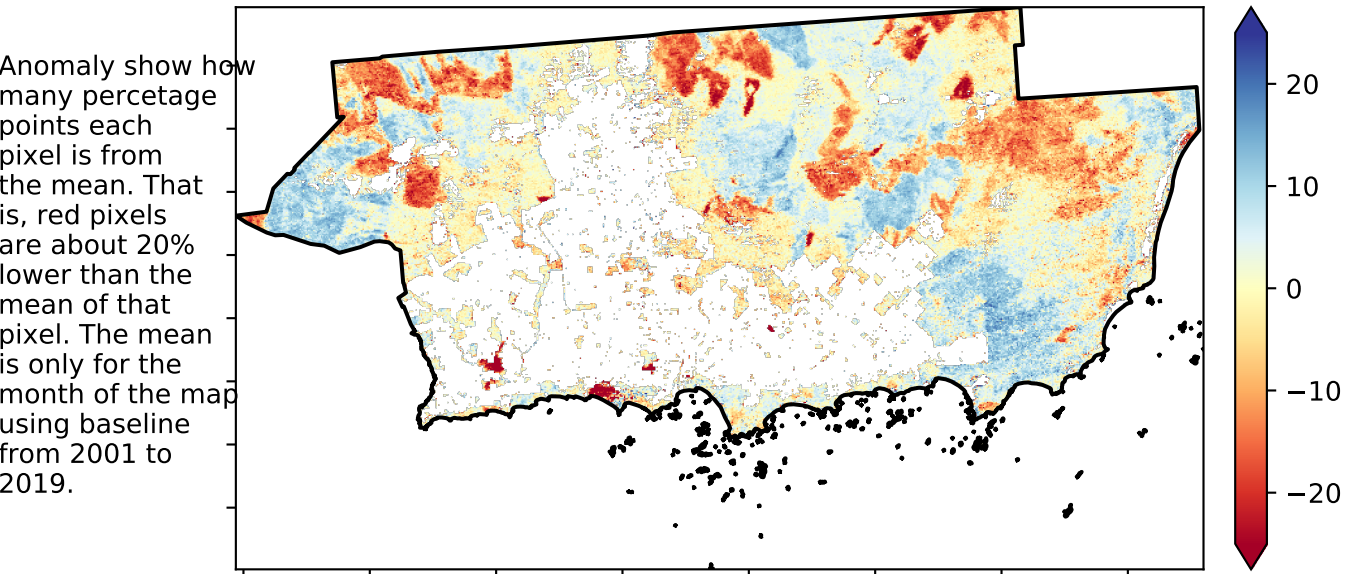 Anomaly show how
many percetage
points each
pixel is from
the mean. That
is, red pixels
are about 20%
lower than the
mean of that
pixel. The mean
is only for the
month of the map
using baseline
from 2001 to
2019.
20
10
0
−10
−20